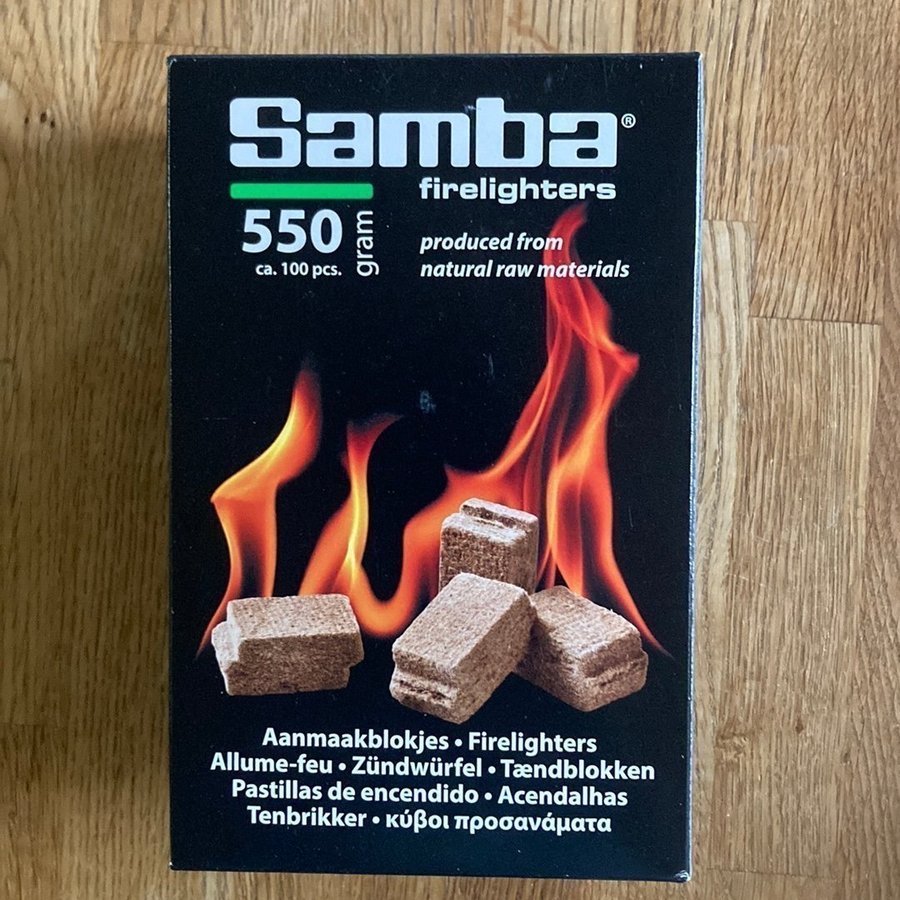 Samba®
firelighters
550 gram
ca. 100 pcs.
produced from
natural raw materials
Aanmaakblokjes • Firelighters
Allume-feu • Zündwürfel • Tændblokken
Pastillas de encendido • Acendalhas
Tenbrikker • κύβοι προσανάματα